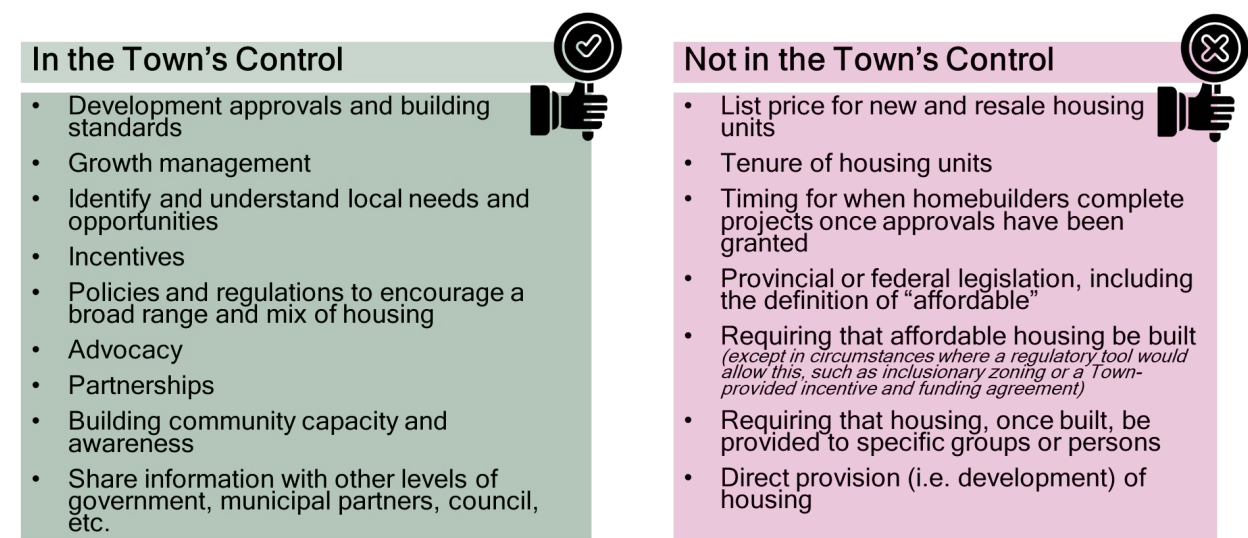 In the Town's Control
• Development approvals and building
standards
• Growth management
• Identify and understand local needs and
opportunities
• Incentives
• Policies and regulations to encourage a
broad range and mix of housing
• Advocacy
• Partnerships
• Building community capacity and
awareness
• Share information with other levels of
government, municipal partners, council,
etc.
Not in the Town's Control
• List price for new and resale housing
units
• Tenure of housing units
• Timing for when homebuilders complete
projects once approvals have been
granted
• Provincial or federal legislation, including
the definition of “affordable”
• Requiring that affordable housing be built
(except in circumstances where a regulatory tool would
allow this, such as inclusionary zoning or a Town-
provided incentive and funding agreement)
• Requiring that housing, once built, be
provided to specific groups or persons
• Direct provision (i.e. development) of
housing